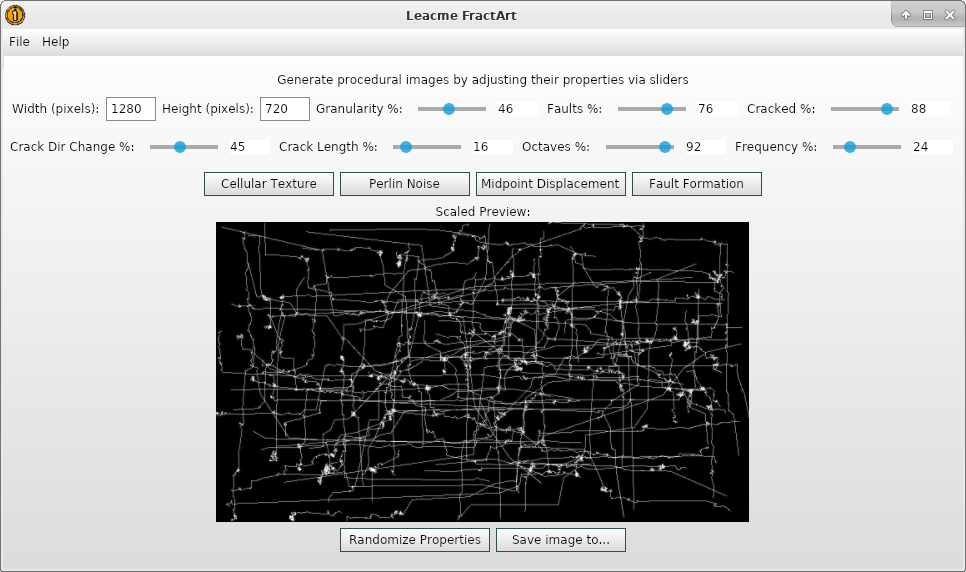 Leacme FractArt
File Help
Generate procedural images by adjusting their properties via sliders
Width (pixels): 1280 Height (pixels): 720 Granularity %: 46 Faults %: 76 Cracked %: 88
Crack Dir Change %: 45 Crack Length %: 16 Octaves %: 92 Frequency %: 24
Cellular Texture Perlin Noise Midpoint Displacement Fault Formation
Scaled Preview:
Randomize Properties Save image to...